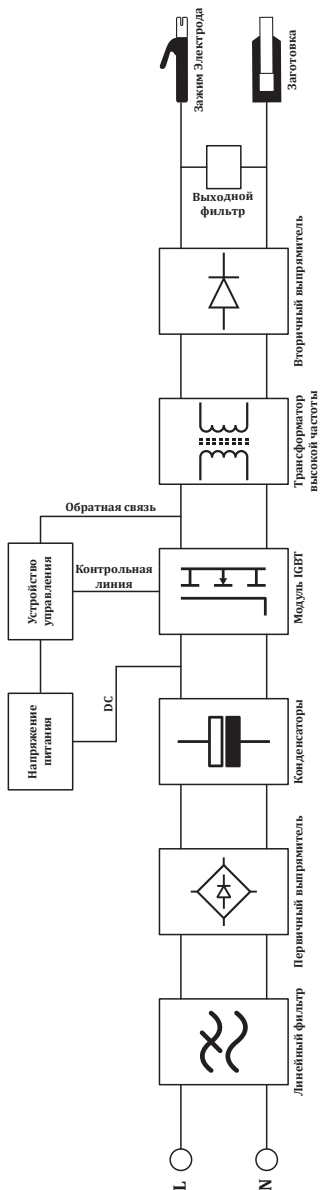 L
N
Линейный фильтр
Первичный выпрямитель
Конденсаторы
Напряжение
питания
DC
Устройство
управления
Контрольная
линия
Обратная связь
Модуль IGBT
Трансформатор
высокой частоты
Вторичный выпрямитель
Выходной
фильтр
Зажим Электрода
Заготовка